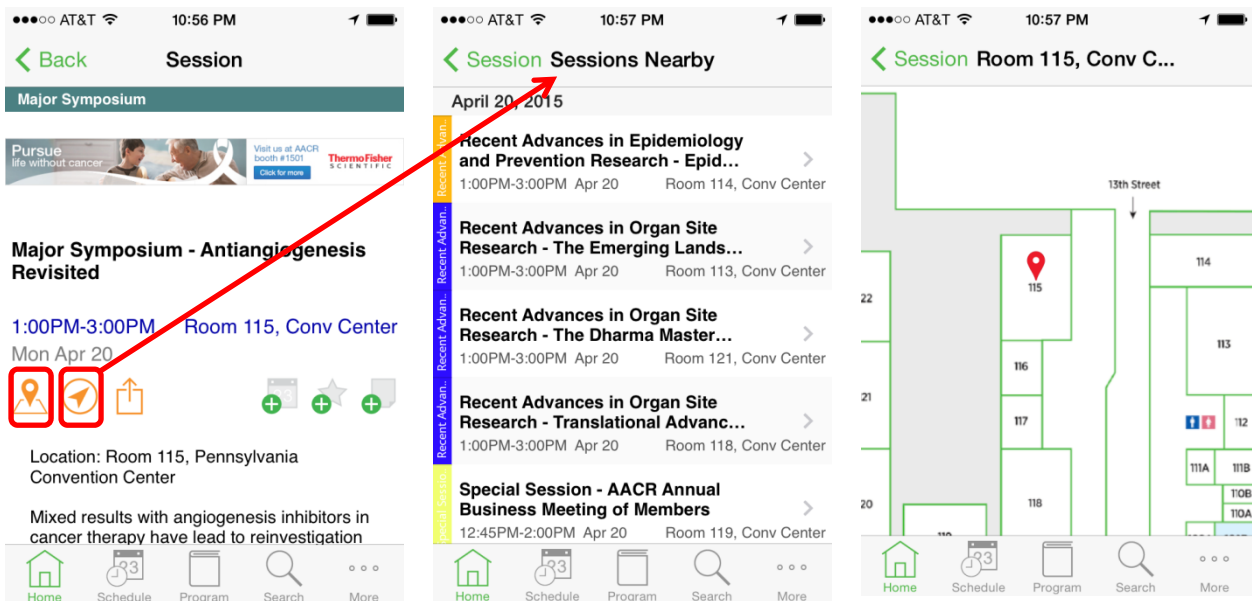 AT&T 10:56 PM
Back Session
Major Symposium
Pursue
life without cancer
Visit us at AACR
booth #1501
Click for more
ThermoFisher
SCIENTIFIC
Major Symposium - Antiangiogenesis
Revisited
1:00PM-3:00PM Room 115, Conv Center
Mon Apr 20
23
Location: Room 115, Pennsylvania
Convention Center
Mixed results with angiogenesis inhibitors in
cancer therapy have lead to reinvestigation
23
Home Schedule Program Search More
AT&T 10:57 PM
Session Sessions Nearby
April 20, 2015
Recent Advan..
Recent Advances in Epidemiology
and Prevention Research - Epid...
1:00PM-3:00PM Apr 20 Room 114, Conv Center
Recent Advan..
Recent Advances in Organ Site
Research - The Emerging Lands...
1:00PM-3:00PM Apr 20 Room 113, Conv Center
Recent Advan..
Recent Advances in Organ Site
Research - The Dharma Master...
1:00PM-3:00PM Apr 20 Room 121, Conv Center
Recent Advan..
Recent Advances in Organ Site
Research - Translational Advanc...
1:00PM-3:00PM Apr 20 Room 118, Conv Center
Special Sessio..
Special Session - AACR Annual
Business Meeting of Members
12:45PM-2:00PM Apr 20 Room 119, Conv Center
23
Home Schedule Program Search More
AT&T 10:57 PM
Session Room 115, Conv C...
13th Street
114
115
22
113
116
21
117
112
111A 111B
110B
118
20
110A
23
Home Schedule Program Search More